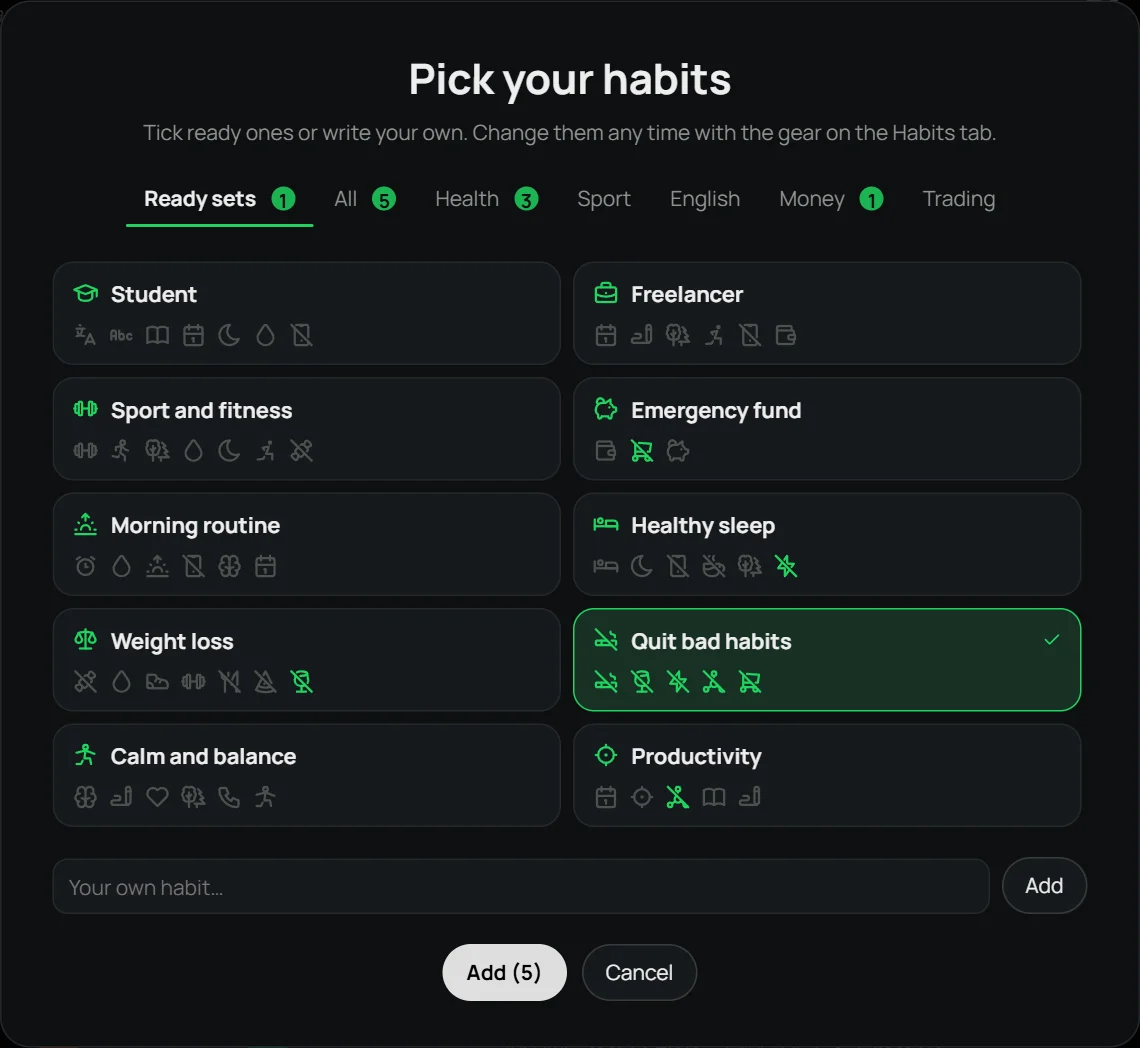 Pick your habits
Tick ready ones or write your own. Change them any time with the gear on the Habits tab.
Ready sets 1 All 5 Health 3 Sport English Money 1 Trading
Student Freelancer
Abc
Sport and fitness Emergency fund
Morning routine Healthy sleep
Weight loss Quit bad habits
Calm and balance Productivity
Your own habit... Add
Add (5) Cancel